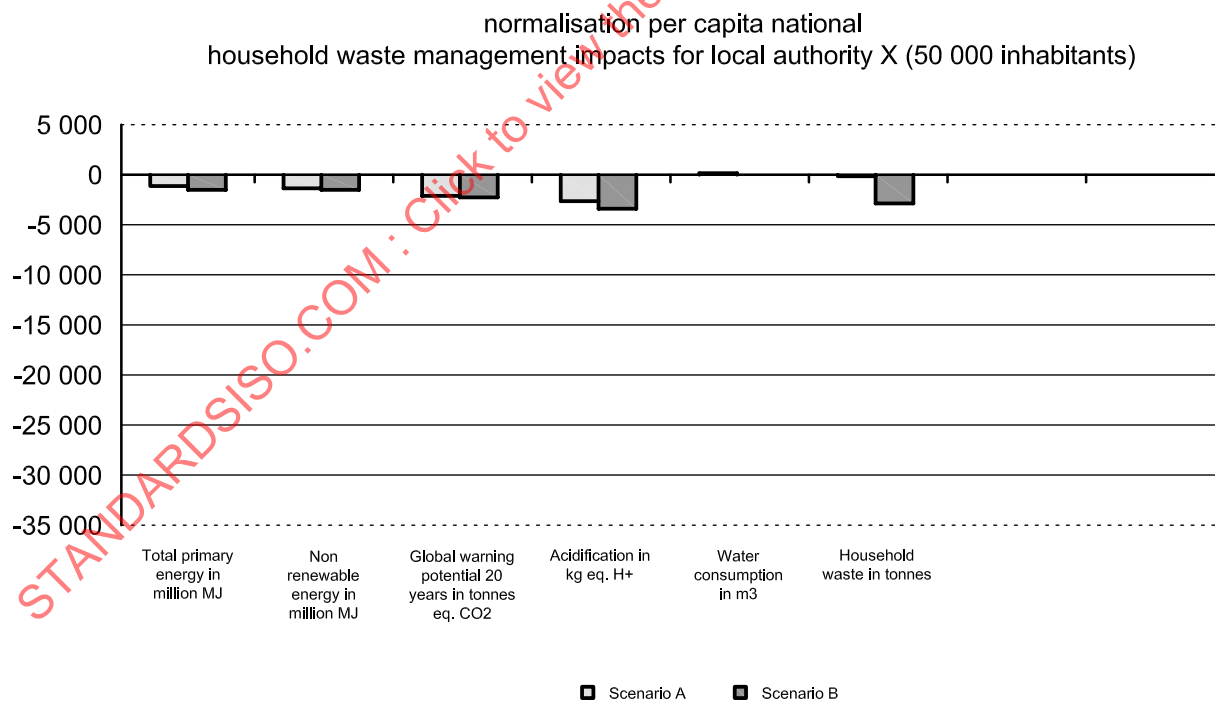 normalisation per capita national
household waste management impacts for local authority X (50 000 inhabitants)
5 000
0
-5 000
-10 000
-15 000
-20 000
-25 000
-30 000
-35 000
Total primary
energy in
million MJ
Non
renewable
energy in
million MJ
Global warning
potential 20
years in tonnes
eq. CO2
Acidification in
kg eq. H+
Water
consumption
in m3
Household
waste in tonnes
Scenario A
Scenario B
STANDARDSISO.COM : Click to view the